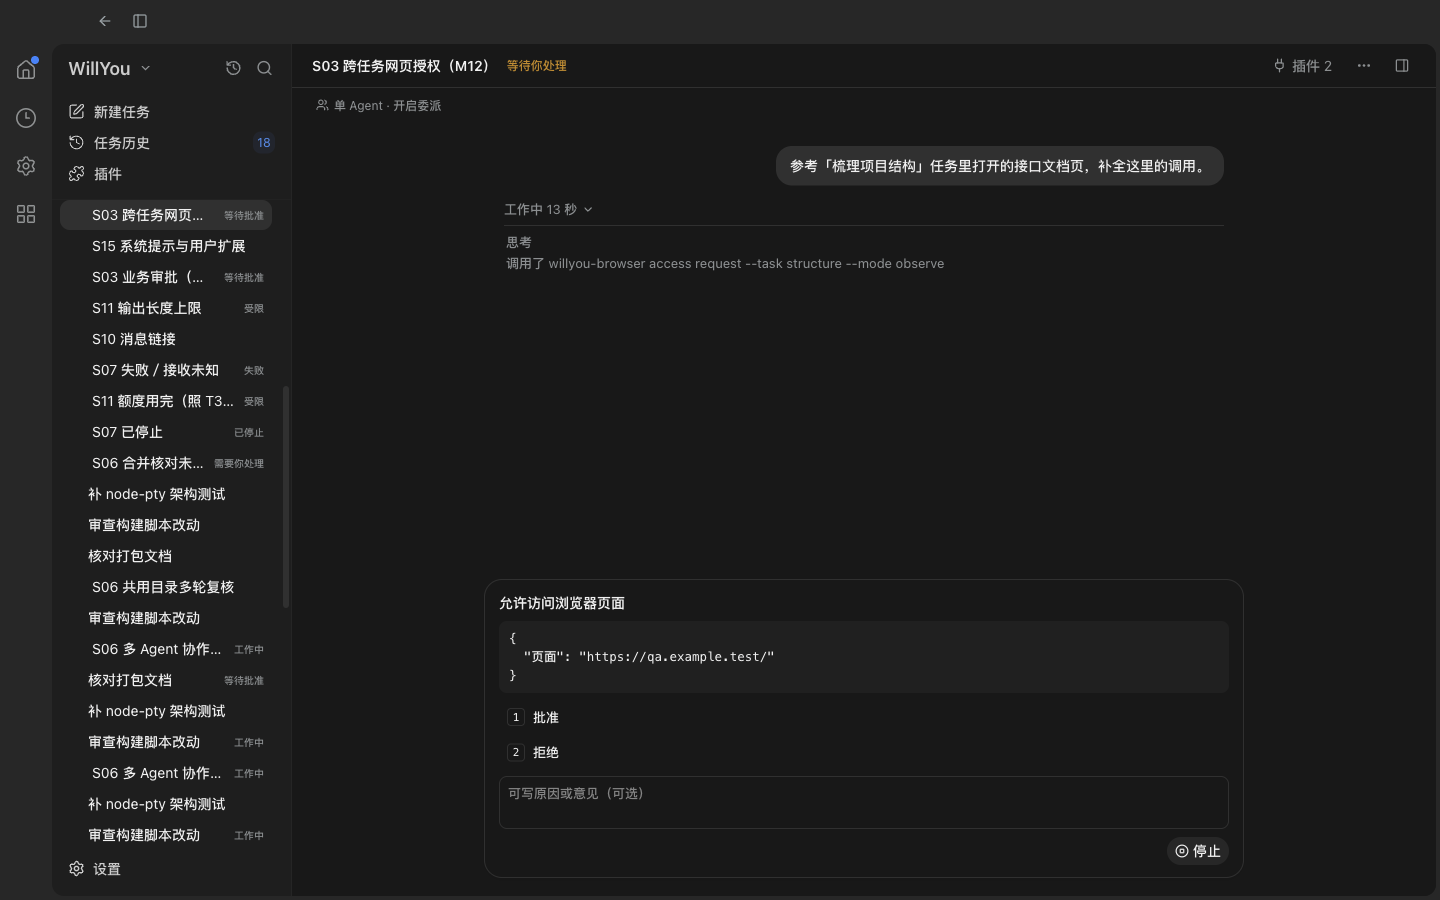 WillYou
新建任务
任务历史 18
插件
S03 跨任务网页... 等待批准
S15 系统提示与用户扩展
S03 业务审批（... 等待批准
S11 输出长度上限 受限
S10 消息链接
S07 失败 / 接收未知 失败
S11 额度用完（照 T3... 受限
S07 已停止 已停止
S06 合并核对未... 需要你处理
补 node-pty 架构测试
审查构建脚本改动
核对打包文档
S06 共用目录多轮复核
审查构建脚本改动
S06 多 Agent 协作... 工作中
核对打包文档 等待批准
补 node-pty 架构测试
审查构建脚本改动 工作中
S06 多 Agent 协作... 工作中
补 node-pty 架构测试
审查构建脚本改动 工作中
设置
S03 跨任务网页授权（M12） 等待你处理
插件 2
单 Agent · 开启委派
参考「梳理项目结构」任务里打开的接口文档页，补全这里的调用。
工作中 13 秒
思考
调用了 willyou-browser access request --task structure --mode observe
允许访问浏览器页面
{
"页面": "https://qa.example.test/"
}
1 批准
2 拒绝
可写原因或意见（可选）
停止